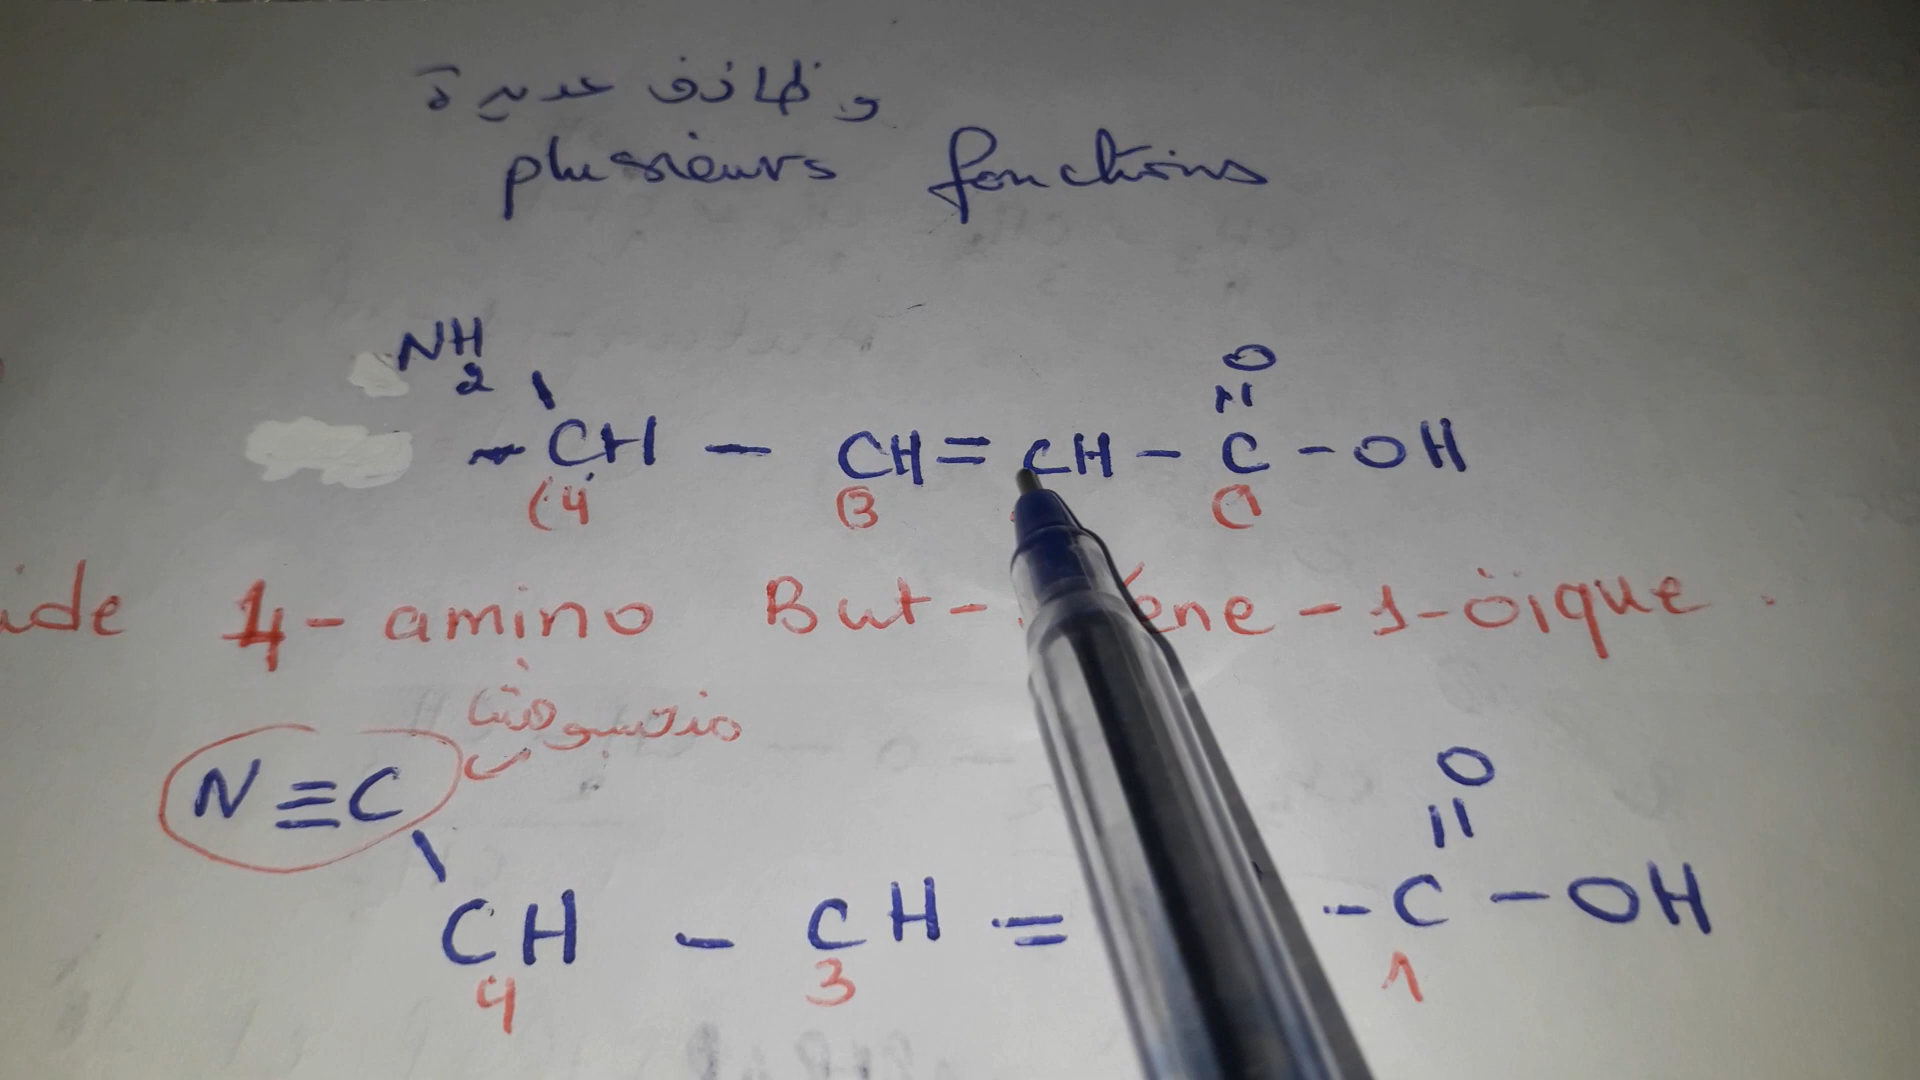 وظائف عديدة
plusieurs fonctions
NH2
O
- CH - CH = CH - C - OH
(4 (3 (1
ide 4- amino But- ène -1-oïque.
N ≡ C
O
CH - CH = - C - OH
4 3 1